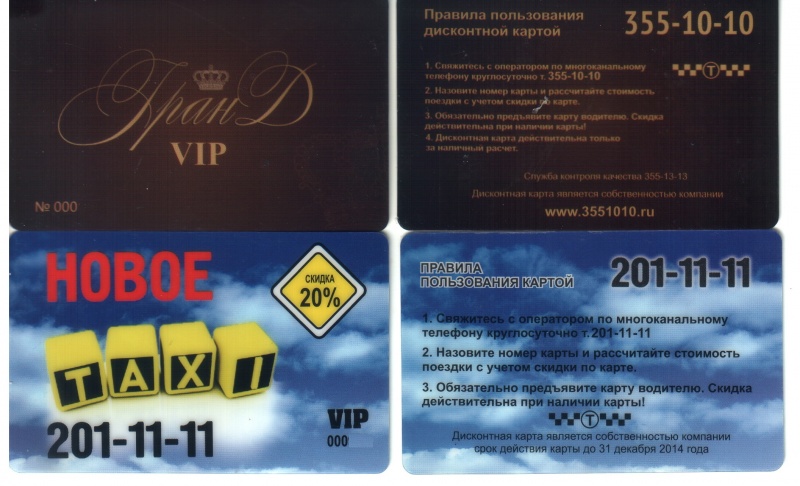 Гран Д
VIP
№ 000
Правила пользования
дисконтной картой
355-10-10
1. Свяжитесь с оператором по многоканальному
телефону круглосуточно т. 355-10-10
Т
2. Назовите номер карты и рассчитайте стоимость
поездки с учетом скидки по карте.
3. Обязательно предъявите карту водителю. Скидка
действительна при наличии карты!
4. Дисконтная карта действительна только
за наличный расчет.
Служба контроля качества 355-13-13
Дисконтная карта является собственностью компании
www.3551010.ru
НОВОЕ
СКИДКА
20%
TAXI
201-11-11
VIP
000
ПРАВИЛА
ПОЛЬЗОВАНИЯ КАРТОЙ
201-11-11
1. Свяжитесь с оператором по многоканальному
телефону круглосуточно т.201-11-11
2. Назовите номер карты и рассчитайте стоимость
поездки с учетом скидки по карте.
3. Обязательно предъявите карту водителю. Скидка
действительна при наличии карты!
Т
Дисконтная карта является собственностью компании
срок действия карты до 31 декабря 2014 года